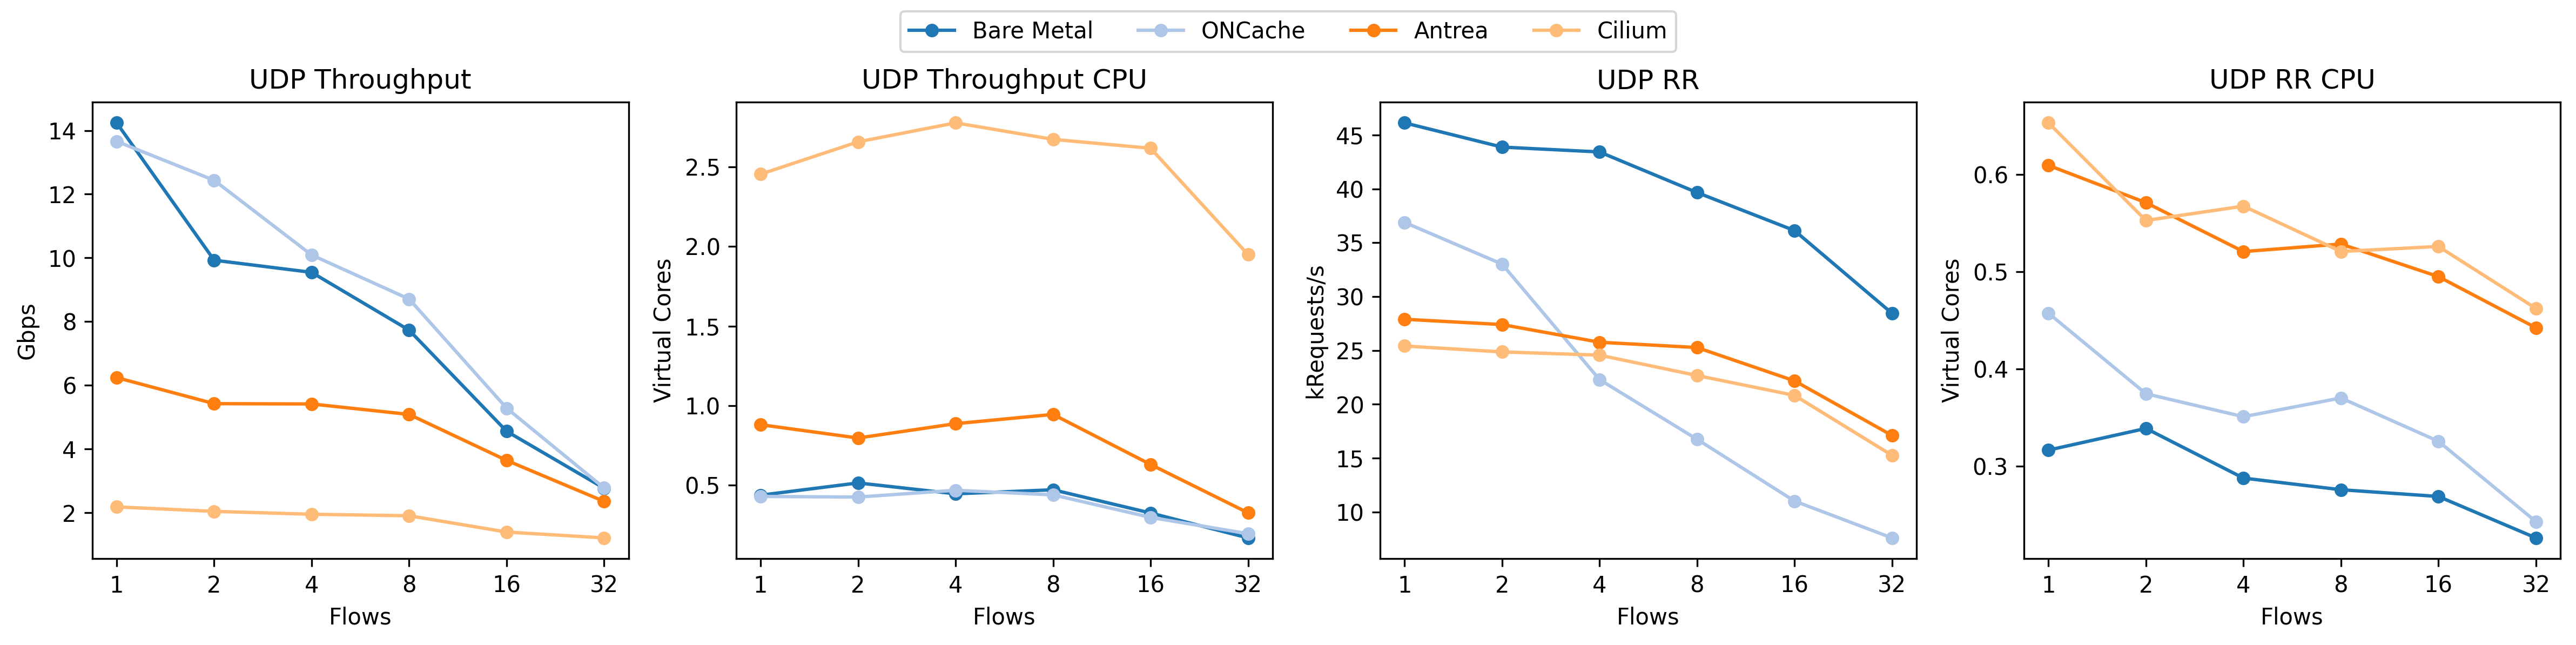 Bare Metal ONCache Antrea Cilium
UDP Throughput
14
12
10
8
6
4
2
Gbps
1 2 4 8 16 32
Flows
UDP Throughput CPU
2.5
2.0
1.5
1.0
0.5
Virtual Cores
1 2 4 8 16 32
Flows
UDP RR
45
40
35
30
25
20
15
10
kRequests/s
1 2 4 8 16 32
Flows
UDP RR CPU
0.6
0.5
0.4
0.3
Virtual Cores
1 2 4 8 16 32
Flows